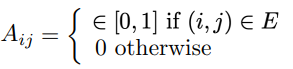 A_{ij} = { ∈ [0, 1] if (i, j) ∈ E
0 otherwise